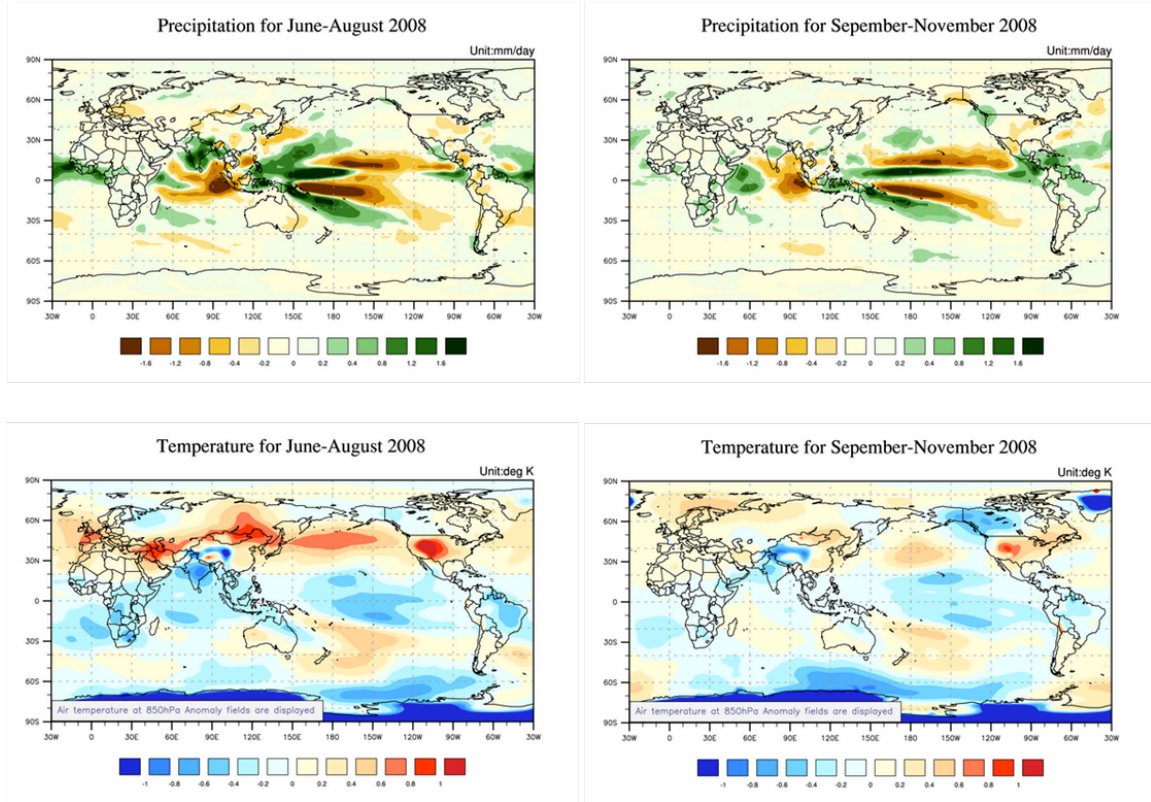 Precipitation for June-August 2008
Unit:mm/day
90N
60N
30N
0
30S
60S
90S
30W 0 30E 60E 90E 120E 150E 180 150W 120W 90W 60W 30W
-1.6 -1.2 -0.8 -0.4 -0.2 0 0.2 0.4 0.8 1.2 1.6
Precipitation for Sepember-November 2008
Unit:mm/day
90N
60N
30N
0
30S
60S
90S
30W 0 30E 60E 90E 120E 150E 180 150W 120W 90W 60W 30W
-1.6 -1.2 -0.8 -0.4 -0.2 0 0.2 0.4 0.8 1.2 1.6
Temperature for June-August 2008
Unit:deg K
90N
60N
30N
0
30S
60S
90S
Air temperature at 850hPa Anomaly fields are displayed
30W 0 30E 60E 90E 120E 150E 180 150W 120W 90W 60W 30W
-1 -0.8 -0.6 -0.4 -0.2 0 0.2 0.4 0.6 0.8 1
Temperature for Sepember-November 2008
Unit:deg K
90N
60N
30N
0
30S
60S
90S
Air temperature at 850hPa Anomaly fields are displayed
30W 0 30E 60E 90E 120E 150E 180 150W 120W 90W 60W 30W
-1 -0.8 -0.6 -0.4 -0.2 0 0.2 0.4 0.6 0.8 1